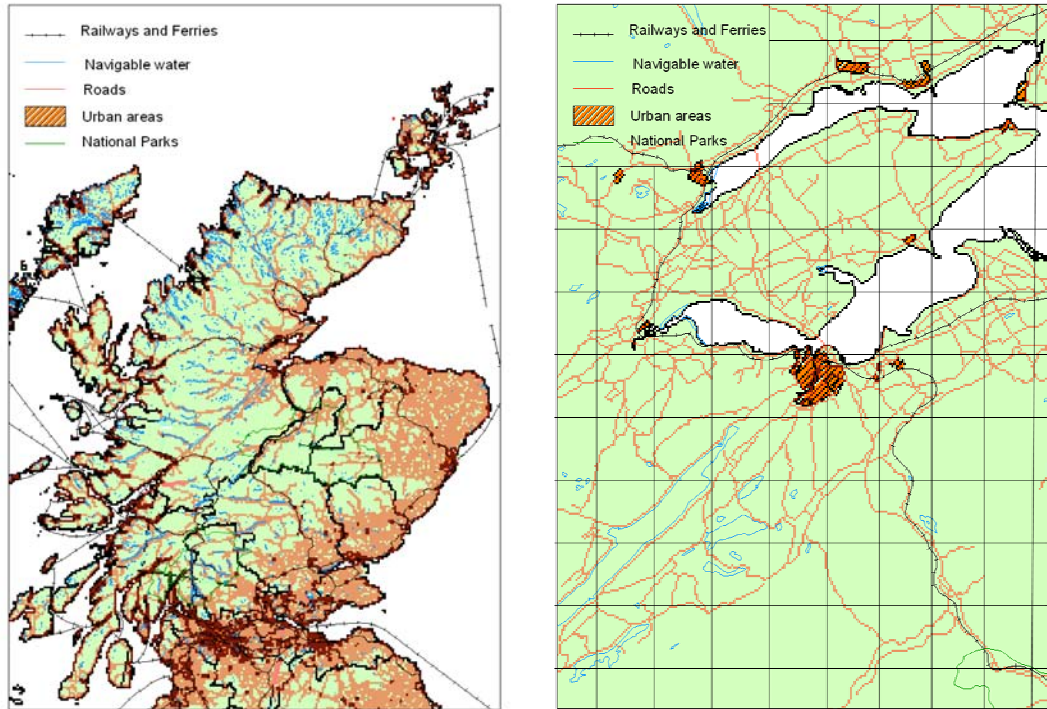 Railways and Ferries
Navigable water
Roads
Urban areas
National Parks
Railways and Ferries
Navigable water
Roads
Urban areas
National Parks